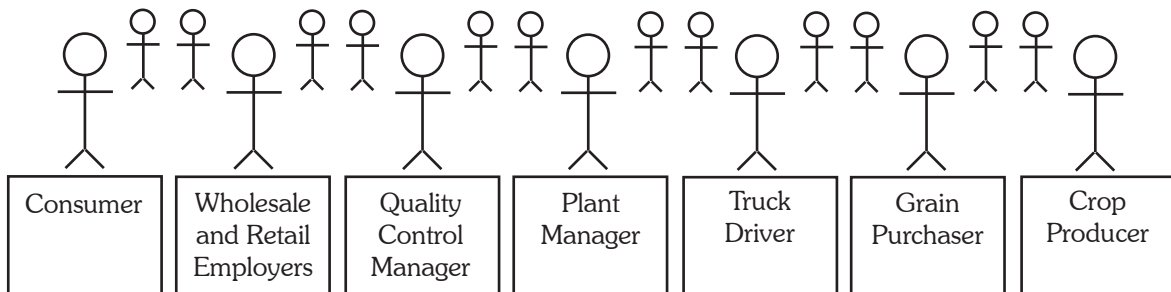 Consumer
Wholesale
and Retail
Employers
Quality
Control
Manager
Plant
Manager
Truck
Driver
Grain
Purchaser
Crop
Producer